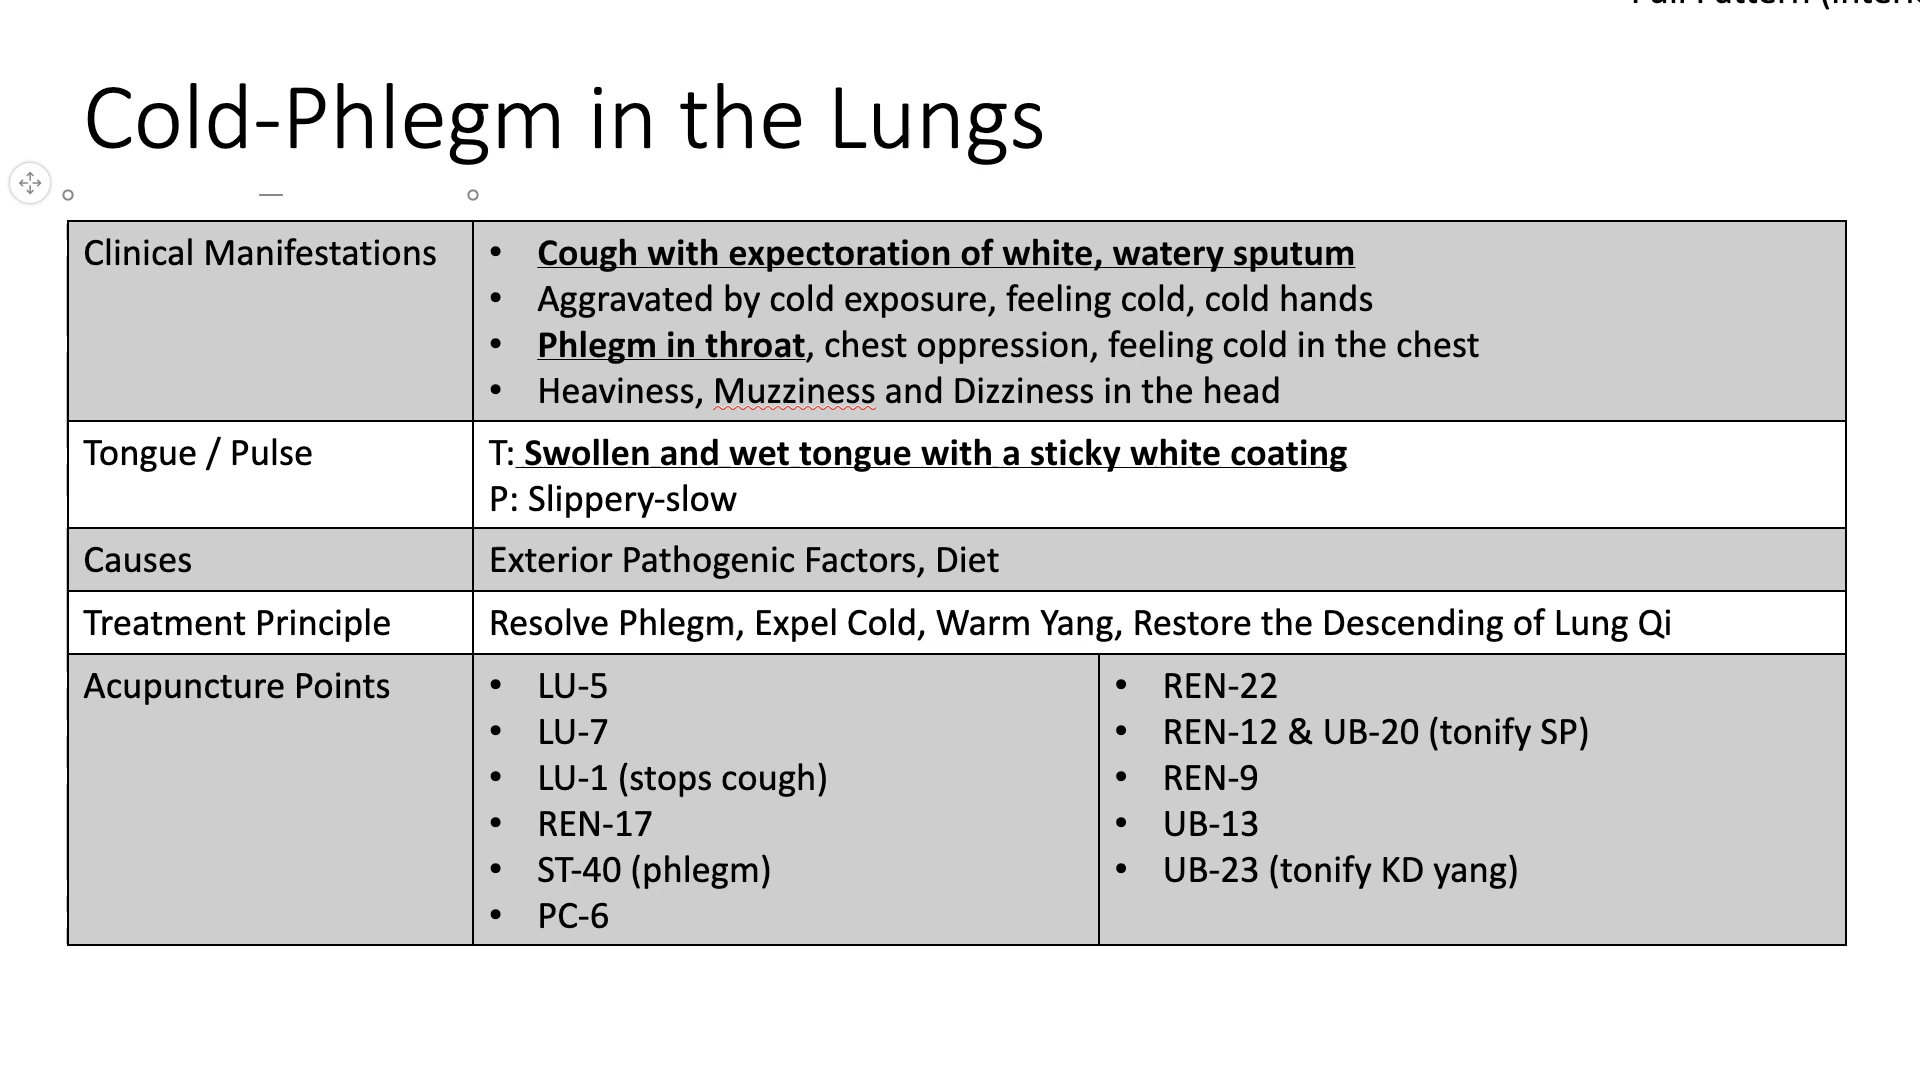 Full Pattern (Interi
Cold-Phlegm in the Lungs
Clinical Manifestations
• Cough with expectoration of white, watery sputum
• Aggravated by cold exposure, feeling cold, cold hands
• Phlegm in throat, chest oppression, feeling cold in the chest
• Heaviness, Muzziness and Dizziness in the head
Tongue / Pulse
T: Swollen and wet tongue with a sticky white coating
P: Slippery-slow
Causes
Exterior Pathogenic Factors, Diet
Treatment Principle
Resolve Phlegm, Expel Cold, Warm Yang, Restore the Descending of Lung Qi
Acupuncture Points
• LU-5
• LU-7
• LU-1 (stops cough)
• REN-17
• ST-40 (phlegm)
• PC-6
• REN-22
• REN-12 & UB-20 (tonify SP)
• REN-9
• UB-13
• UB-23 (tonify KD yang)